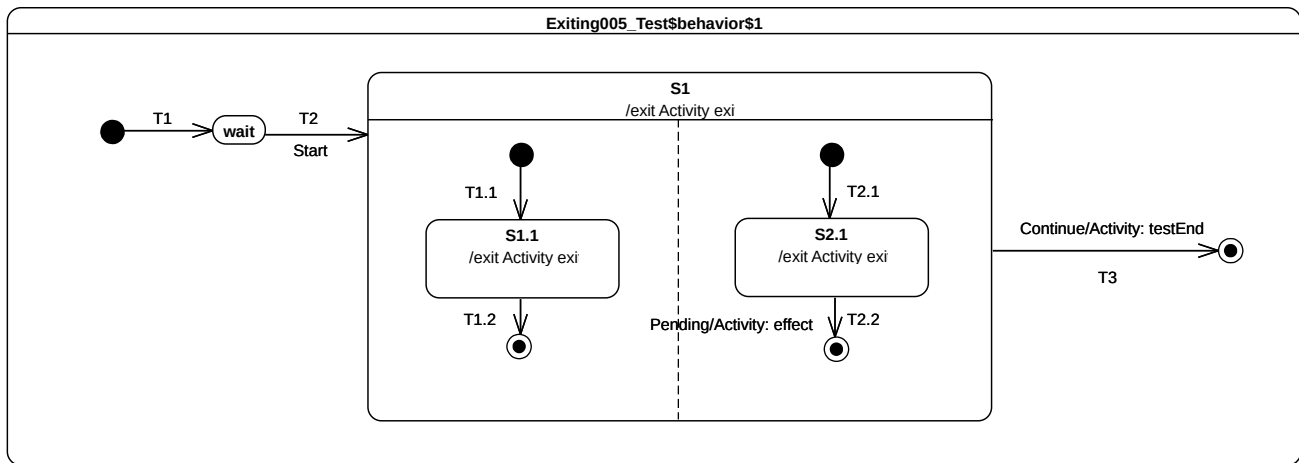 Exiting005_Test$behavior$1
S1
/exit Activity exi
T1
wait
T2
Start
T1.1
T2.1
S1.1
/exit Activity exi
S2.1
/exit Activity exi
Continue/Activity: testEnd
T3
T1.2
Pending/Activity: effect
T2.2